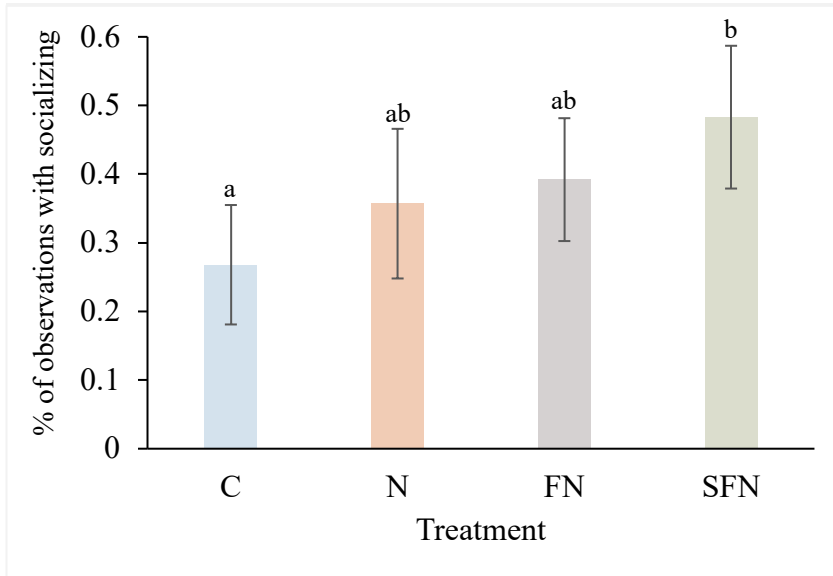 % of observations with socializing
0.6
0.5
0.4
0.3
0.2
0.1
0
a
ab
ab
b
C N FN SFN
Treatment